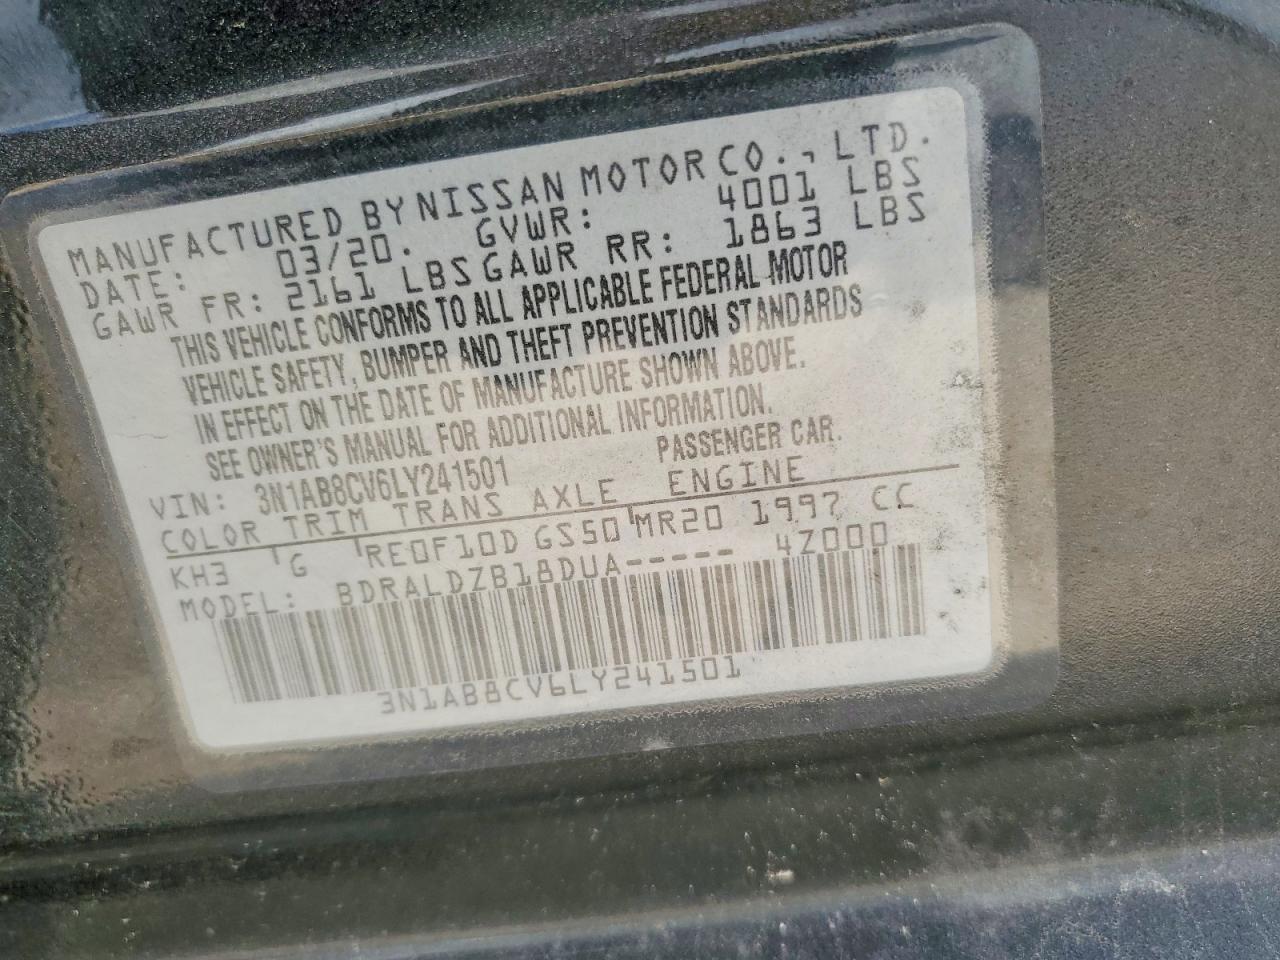 MANUFACTURED BY NISSAN MOTOR CO., LTD.
DATE: 03/20. GVWR: 4001 LBS
GAWR FR: 2161 LBS GAWR RR: 1863 LBS
THIS VEHICLE CONFORMS TO ALL APPLICABLE FEDERAL MOTOR
VEHICLE SAFETY, BUMPER AND THEFT PREVENTION STANDARDS
IN EFFECT ON THE DATE OF MANUFACTURE SHOWN ABOVE.
SEE OWNER'S MANUAL FOR ADDITIONAL INFORMATION.
VIN: 3N1AB8CV6LY241501 PASSENGER CAR.
COLOR TRIM TRANS AXLE ENGINE
KH3 G RE0F10D GS50 MR20 1997 CC
MODEL: BDRALDZB18DUA----- 4Z000
3N1AB8CV6LY241501